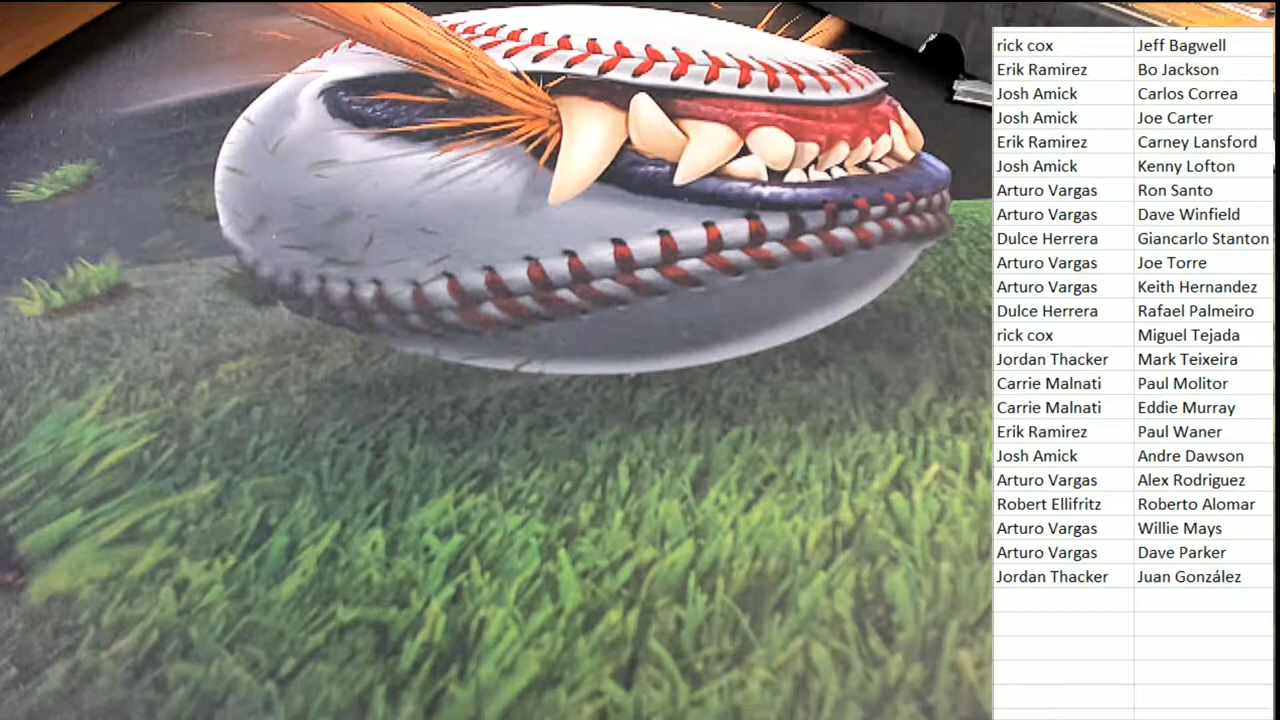 rick cox Jeff Bagwell
Erik Ramirez Bo Jackson
Josh Amick Carlos Correa
Josh Amick Joe Carter
Erik Ramirez Carney Lansford
Josh Amick Kenny Lofton
Arturo Vargas Ron Santo
Arturo Vargas Dave Winfield
Dulce Herrera Giancarlo Stanton
Arturo Vargas Joe Torre
Arturo Vargas Keith Hernandez
Dulce Herrera Rafael Palmeiro
rick cox Miguel Tejada
Jordan Thacker Mark Teixeira
Carrie Malnati Paul Molitor
Carrie Malnati Eddie Murray
Erik Ramirez Paul Waner
Josh Amick Andre Dawson
Arturo Vargas Alex Rodriguez
Robert Ellifritz Roberto Alomar
Arturo Vargas Willie Mays
Arturo Vargas Dave Parker
Jordan Thacker Juan González